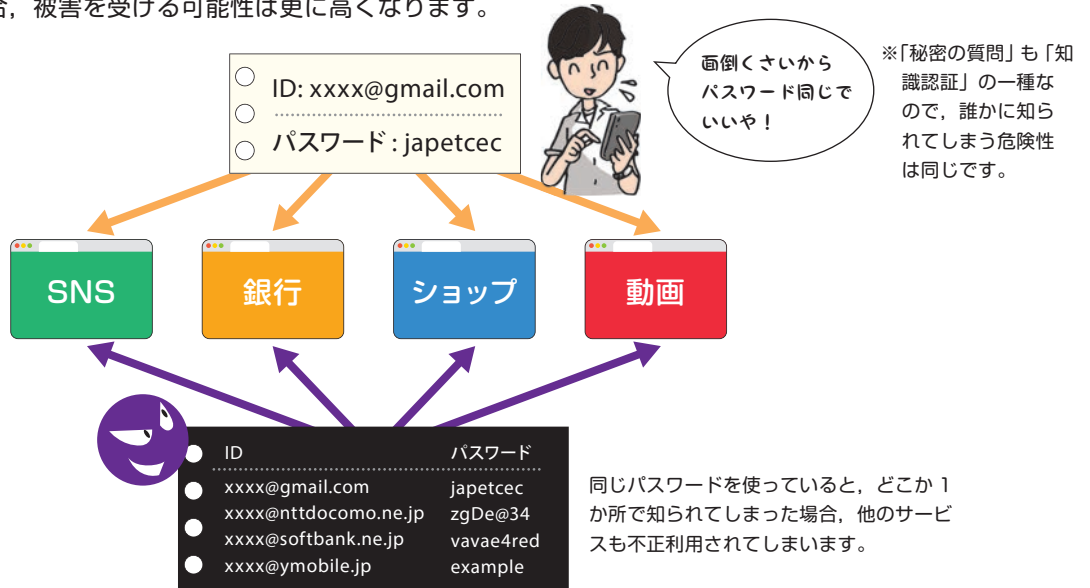 合，被害を受ける可能性は更に高くなります。
ID: xxxx@gmail.com
パスワード : japetcec
面倒くさいから
パスワード同じで
いいや！
※「秘密の質問」も「知
識認証」の一種な
ので，誰かに知ら
れてしまう危険性
は同じです。
SNS
銀行
ショップ
動画
ID パスワード
xxxx@gmail.com japetcec
xxxx@nttdocomo.ne.jp zgDe@34
xxxx@softbank.ne.jp vavae4red
xxxx@ymobile.jp example
同じパスワードを使っていると，どこか 1
か所で知られてしまった場合，他のサービ
スも不正利用されてしまいます。